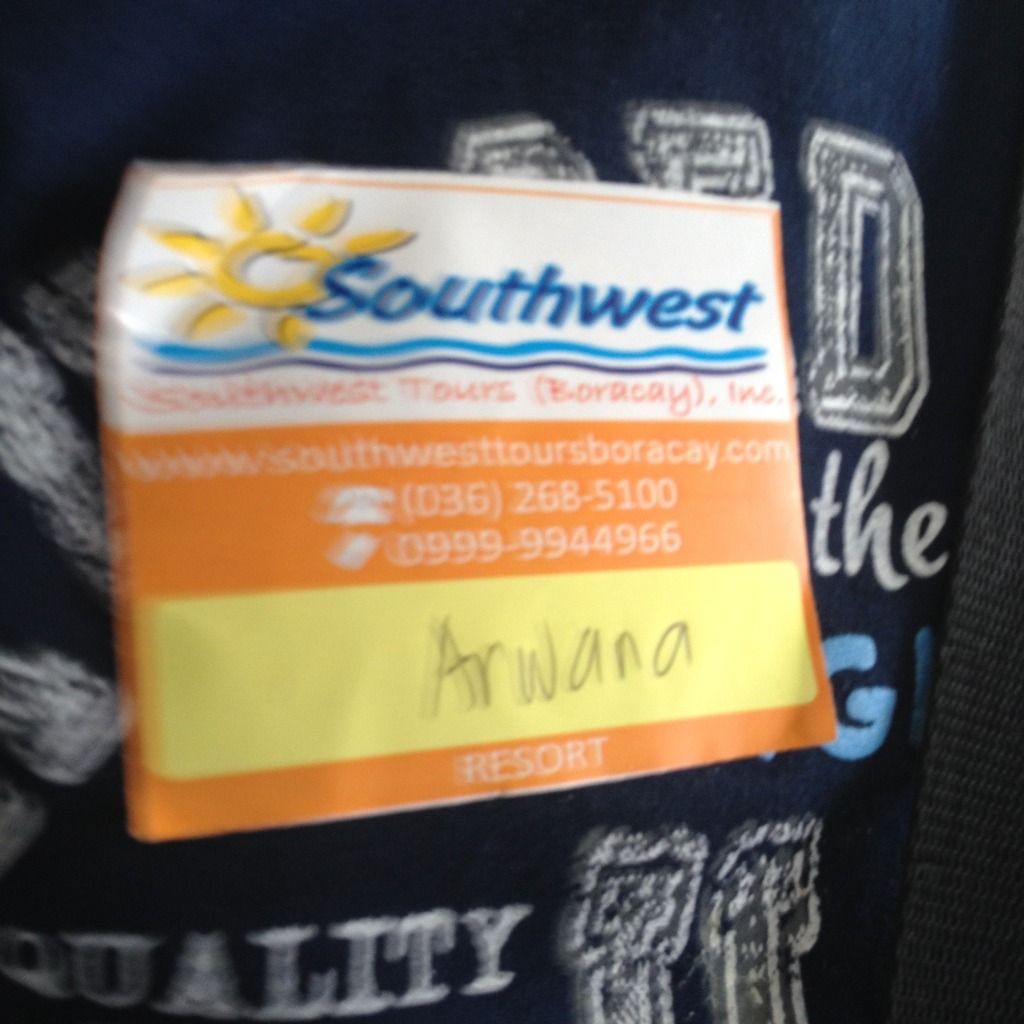 Southwest
Southwest Tours (Boracay), Inc.
www.southwesttoursboracay.com
(036) 268-5100
0999-9944966
Arwana
RESORT
the
QUALITY